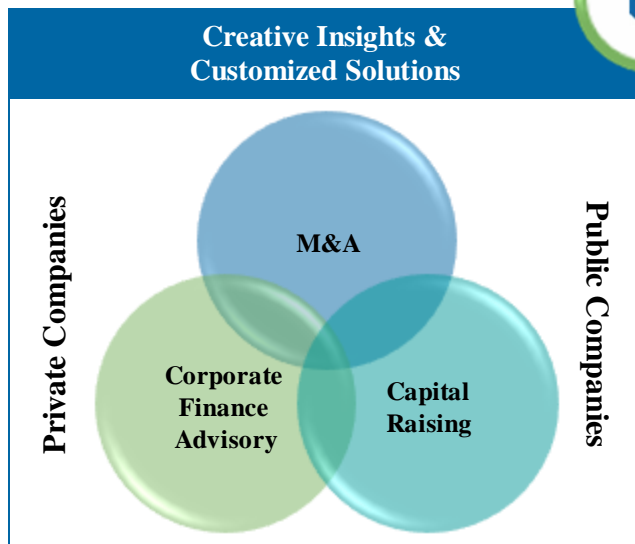 Creative Insights &
Customized Solutions
Private Companies
M&A
Public Companies
Corporate
Finance
Advisory
Capital
Raising